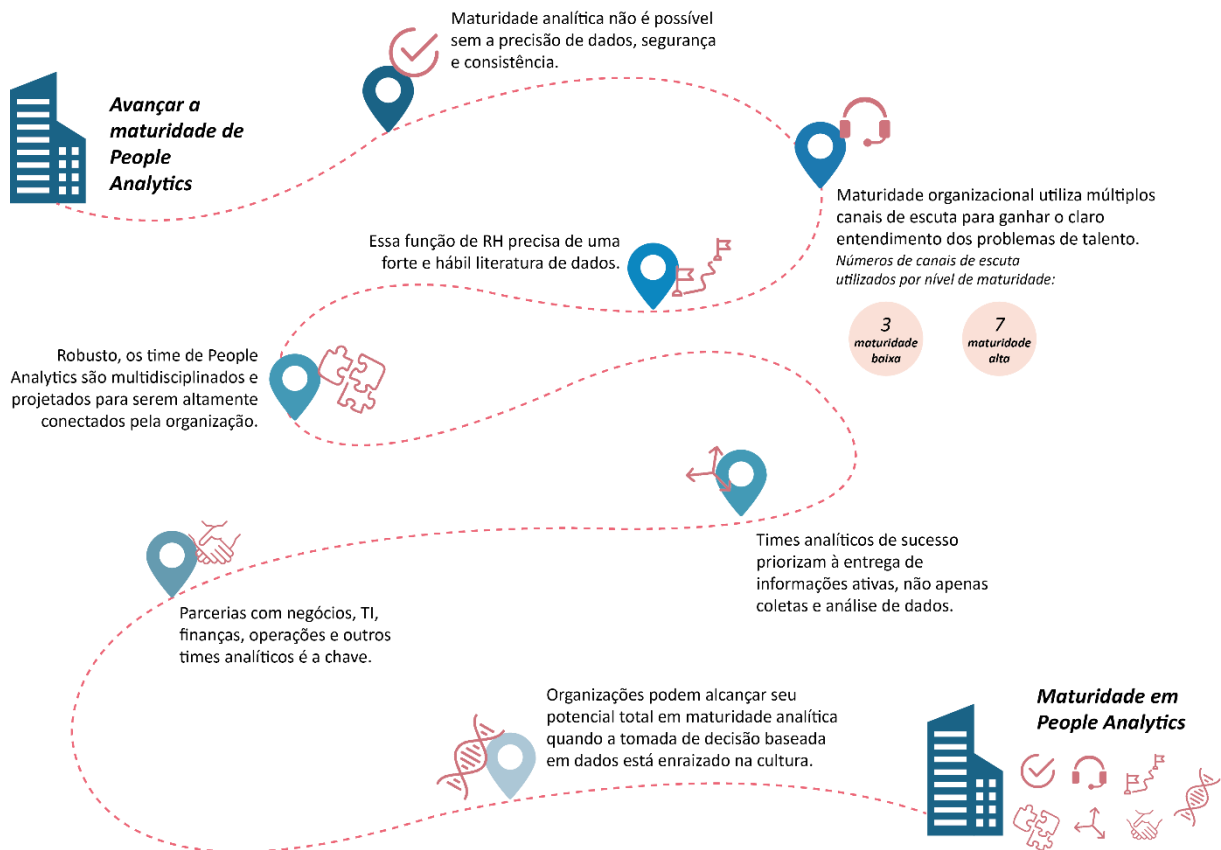 Avançar a
maturidade de
People
Analytics
Maturidade analítica não é possível
sem a precisão de dados, segurança
e consistência.
Maturidade organizacional utiliza múltiplos
canais de escuta para ganhar o claro
entendimento dos problemas de talento.
Números de canais de escuta
utilizados por nível de maturidade:
3
maturidade
baixa
7
maturidade
alta
Essa função de RH precisa de uma
forte e hábil literatura de dados.
Robusto, os time de People
Analytics são multidisciplinados e
projetados para serem altamente
conectados pela organização.
Times analíticos de sucesso
priorizam à entrega de
informações ativas, não apenas
coletas e análise de dados.
Parcerias com negócios, TI,
finanças, operações e outros
times analíticos é a chave.
Organizações podem alcançar seu
potencial total em maturidade analítica
quando a tomada de decisão baseada
em dados está enraizado na cultura.
Maturidade em
People Analytics